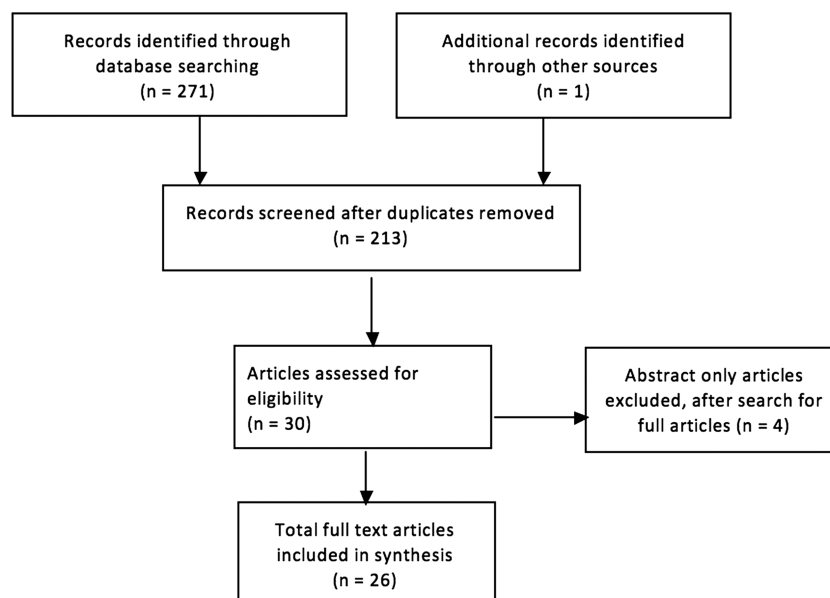 Records identified through
database searching
(n = 271)
Additional records identified
through other sources
(n = 1)
Records screened after duplicates removed
(n = 213)
Articles assessed for
eligibility
(n = 30)
Abstract only articles
excluded, after search for
full articles (n = 4)
Total full text articles
included in synthesis
(n = 26)